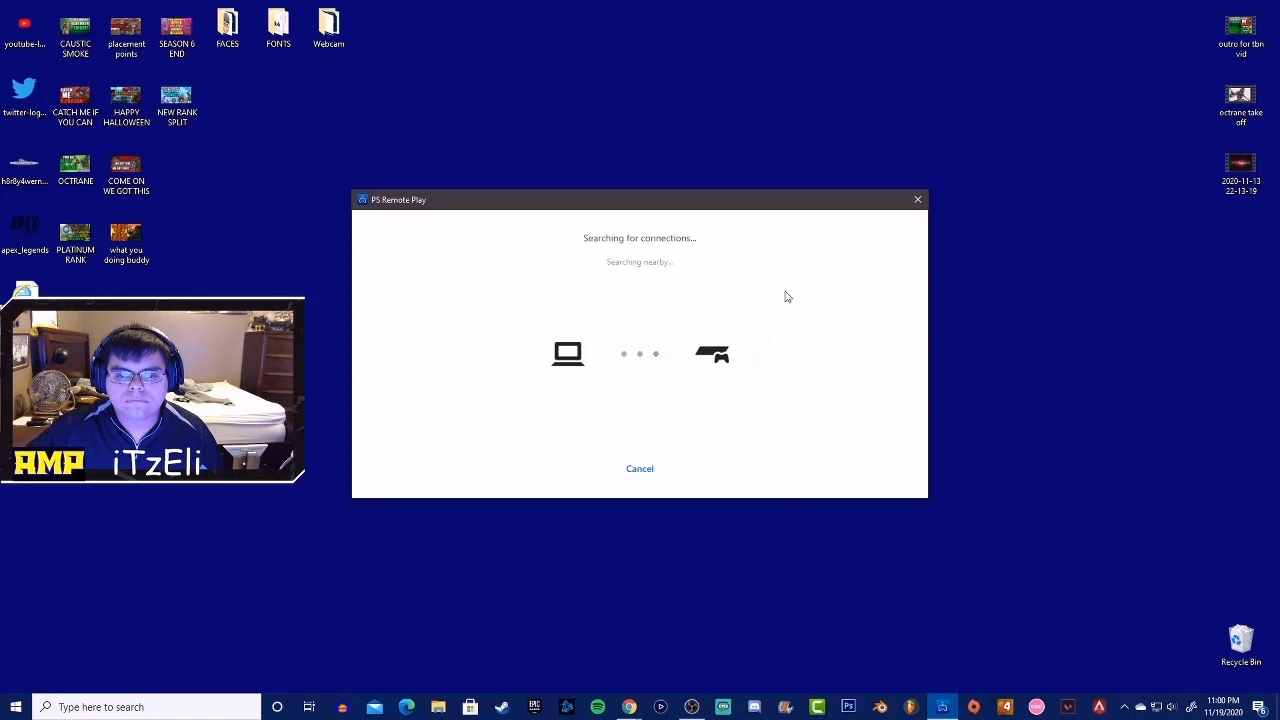 youtube-l...
CAUSTIC
SMOKE
placement
points
SEASON 6
END
FACES
FONTS
Webcam
outro for tbn
vid
twitter-log...
CATCH ME IF
YOU CAN
HAPPY
HALLOWEEN
NEW RANK
SPLIT
octrane take
off
h8r8y4wern...
OCTRANE
COME ON
WE GOT THIS
2020-11-13
22-13-19
apex_legends
PLATINUM
RANK
what you
doing buddy
PS Remote Play
Searching for connections...
Searching nearby...
Cancel
AMP iTzEli
Recycle Bin
Type here to search
11:00 PM
11/19/2020